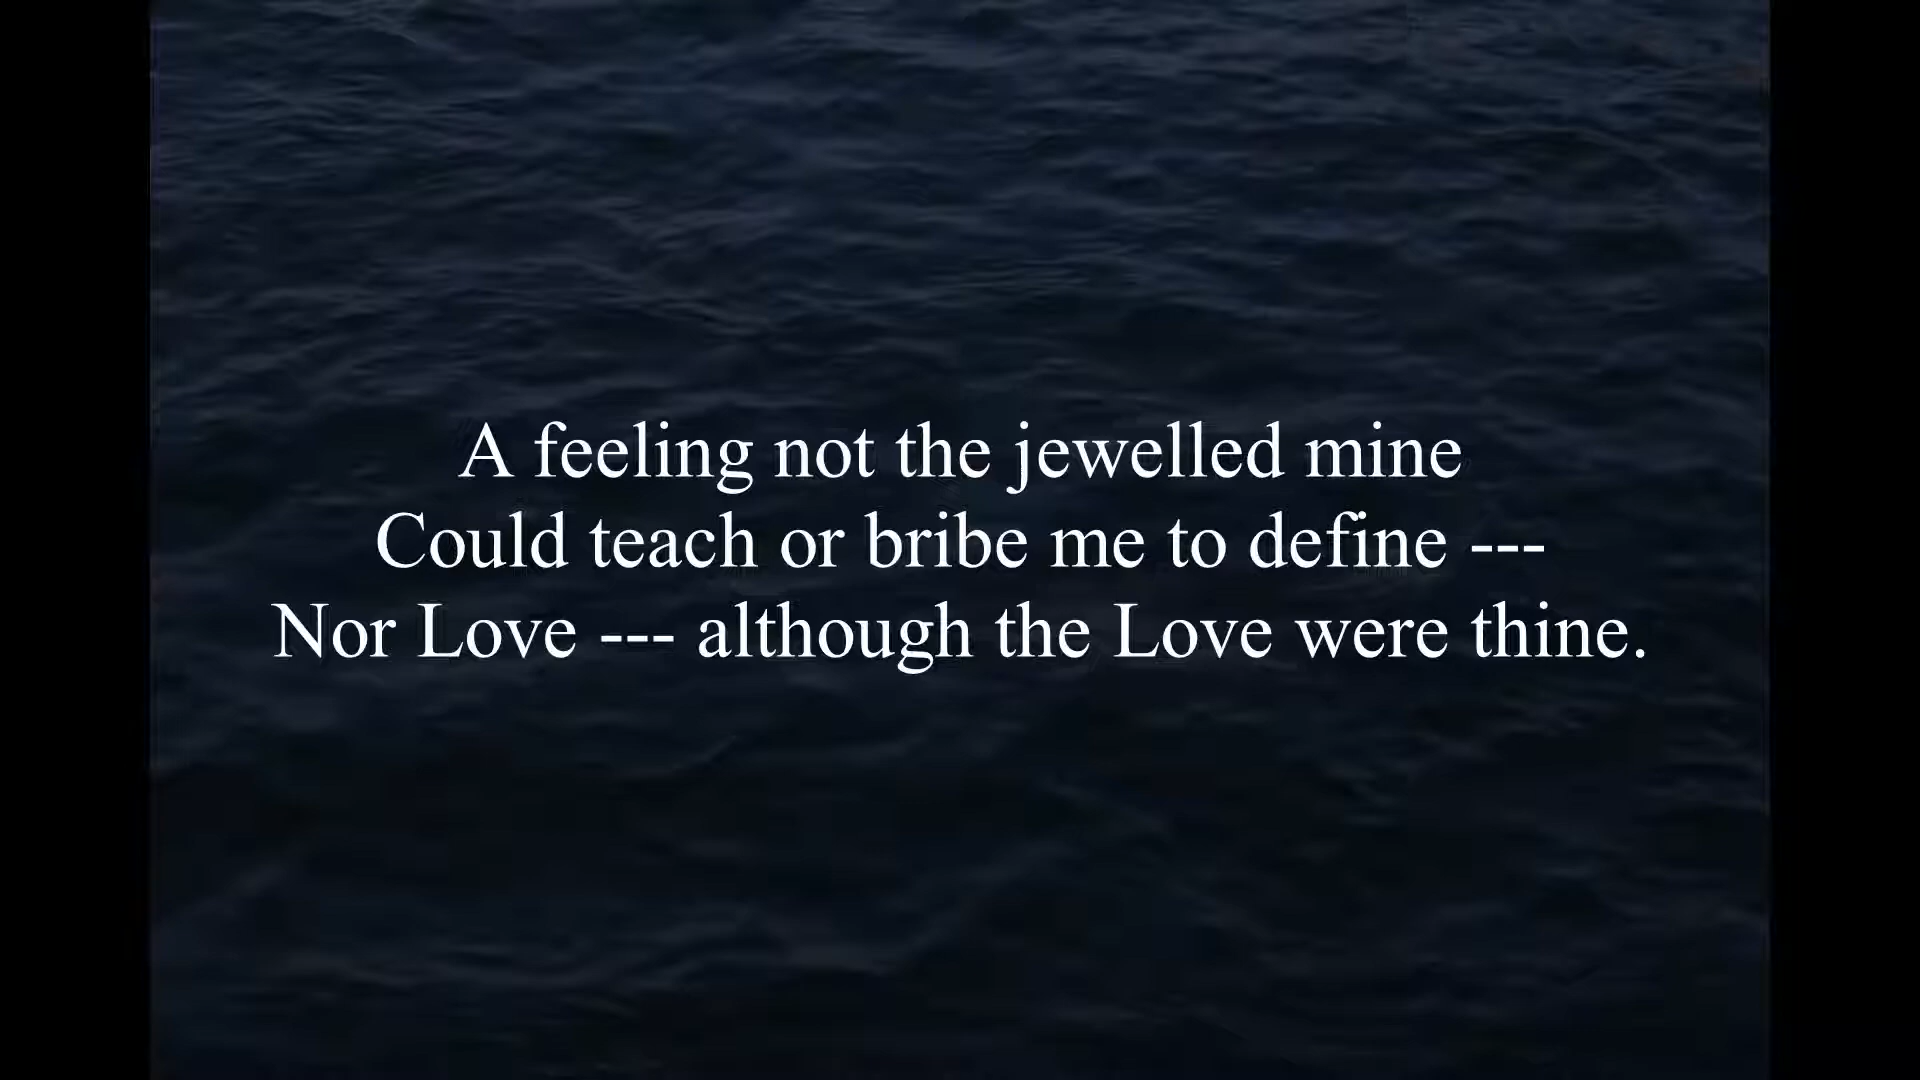 A feeling not the jewelled mine
Could teach or bribe me to define ---
Nor Love --- although the Love were thine.